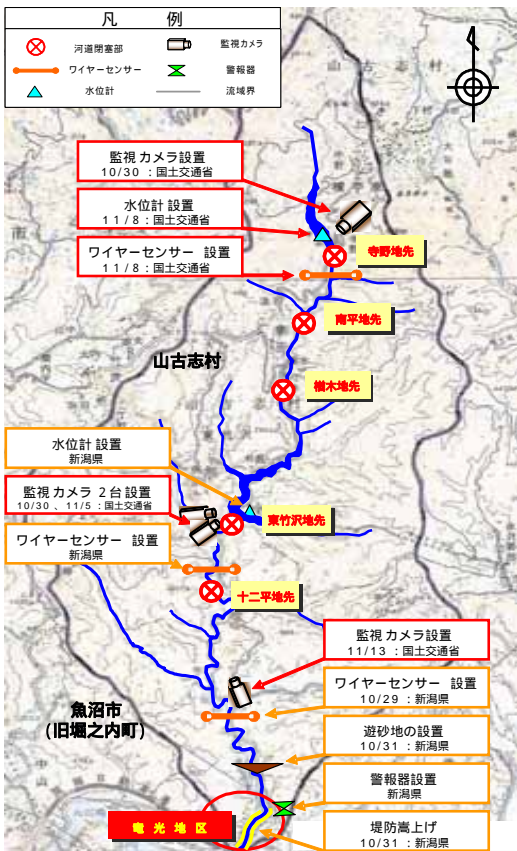 凡 例
河道閉塞部
監視カメラ
ワイヤーセンサー
警報器
水位計
流域界
山古志村
監視カメラ設置
10/30：国土交通省
水位計設置
11/8：国土交通省
ワイヤーセンサー 設置
11/8：国土交通省
寺野地先
南平地先
山古志村
楢木地先
水位計 設置
新潟県
監視カメラ 2台設置
10/30、11/5：国土交通省
東竹沢地先
ワイヤーセンサー 設置
新潟県
十二平地先
監視カメラ設置
11/13：国土交通省
ワイヤーセンサー 設置
10/29：新潟県
魚沼市
(旧堀之内町)
遊砂地の設置
10/31：新潟県
警報器設置
新潟県
竜光地区
堤防嵩上げ
10/31：新潟県